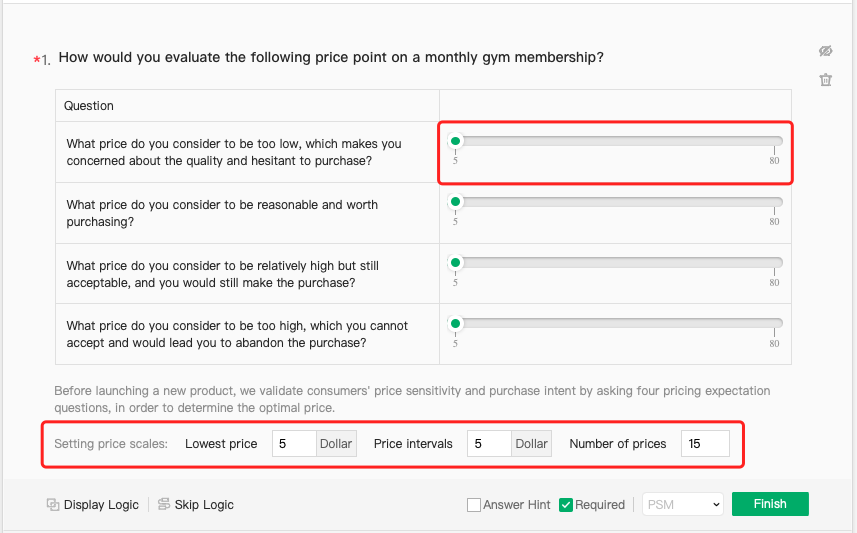 *1. How would you evaluate the following price point on a monthly gym membership?
Question
What price do you consider to be too low, which makes you
concerned about the quality and hesitant to purchase?
5 80
What price do you consider to be reasonable and worth
purchasing?
5 80
What price do you consider to be relatively high but still
acceptable, and you would still make the purchase?
5 80
What price do you consider to be too high, which you cannot
accept and would lead you to abandon the purchase?
5 80
Before launching a new product, we validate consumers' price sensitivity and purchase intent by asking four pricing expectation
questions, in order to determine the optimal price.
Setting price scales: Lowest price 5 Dollar Price intervals 5 Dollar Number of prices 15
Display Logic Skip Logic Answer Hint Required PSM Finish